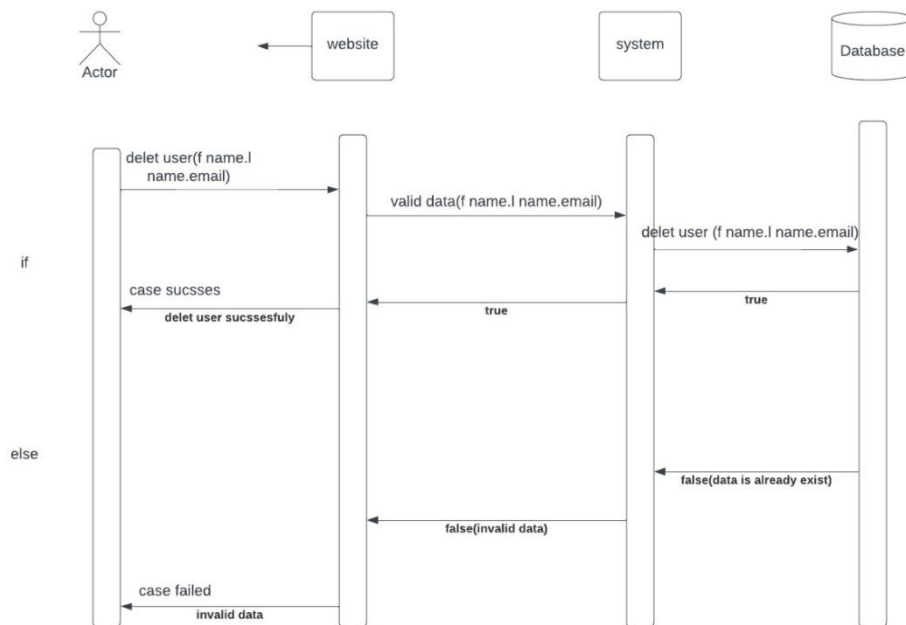 Actor
website
system
Database
delet user(f name.l
name.email)
valid data(f name.l name.email)
delet user (f name.l name.email)
if
case sucsses
delet user sucssesfuly
true
true
else
false(data is already exist)
false(invalid data)
case failed
invalid data